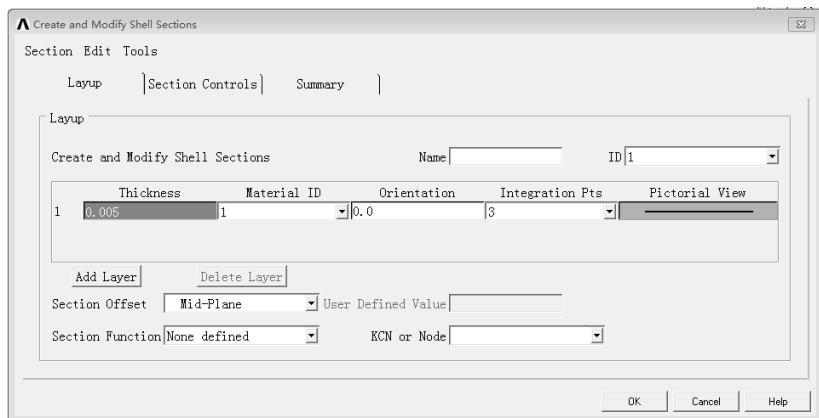 Create and Modify Shell Sections
Section Edit Tools
Layup Section Controls Summary
Layup
Create and Modify Shell Sections Name ID 1
Thickness Material ID Orientation Integration Pts Pictorial View
1 0.005 1 0.0 3
Add Layer Delete Layer
Section Offset Mid-Plane User Defined Value
Section Function None defined KCN or Node
OK Cancel Help